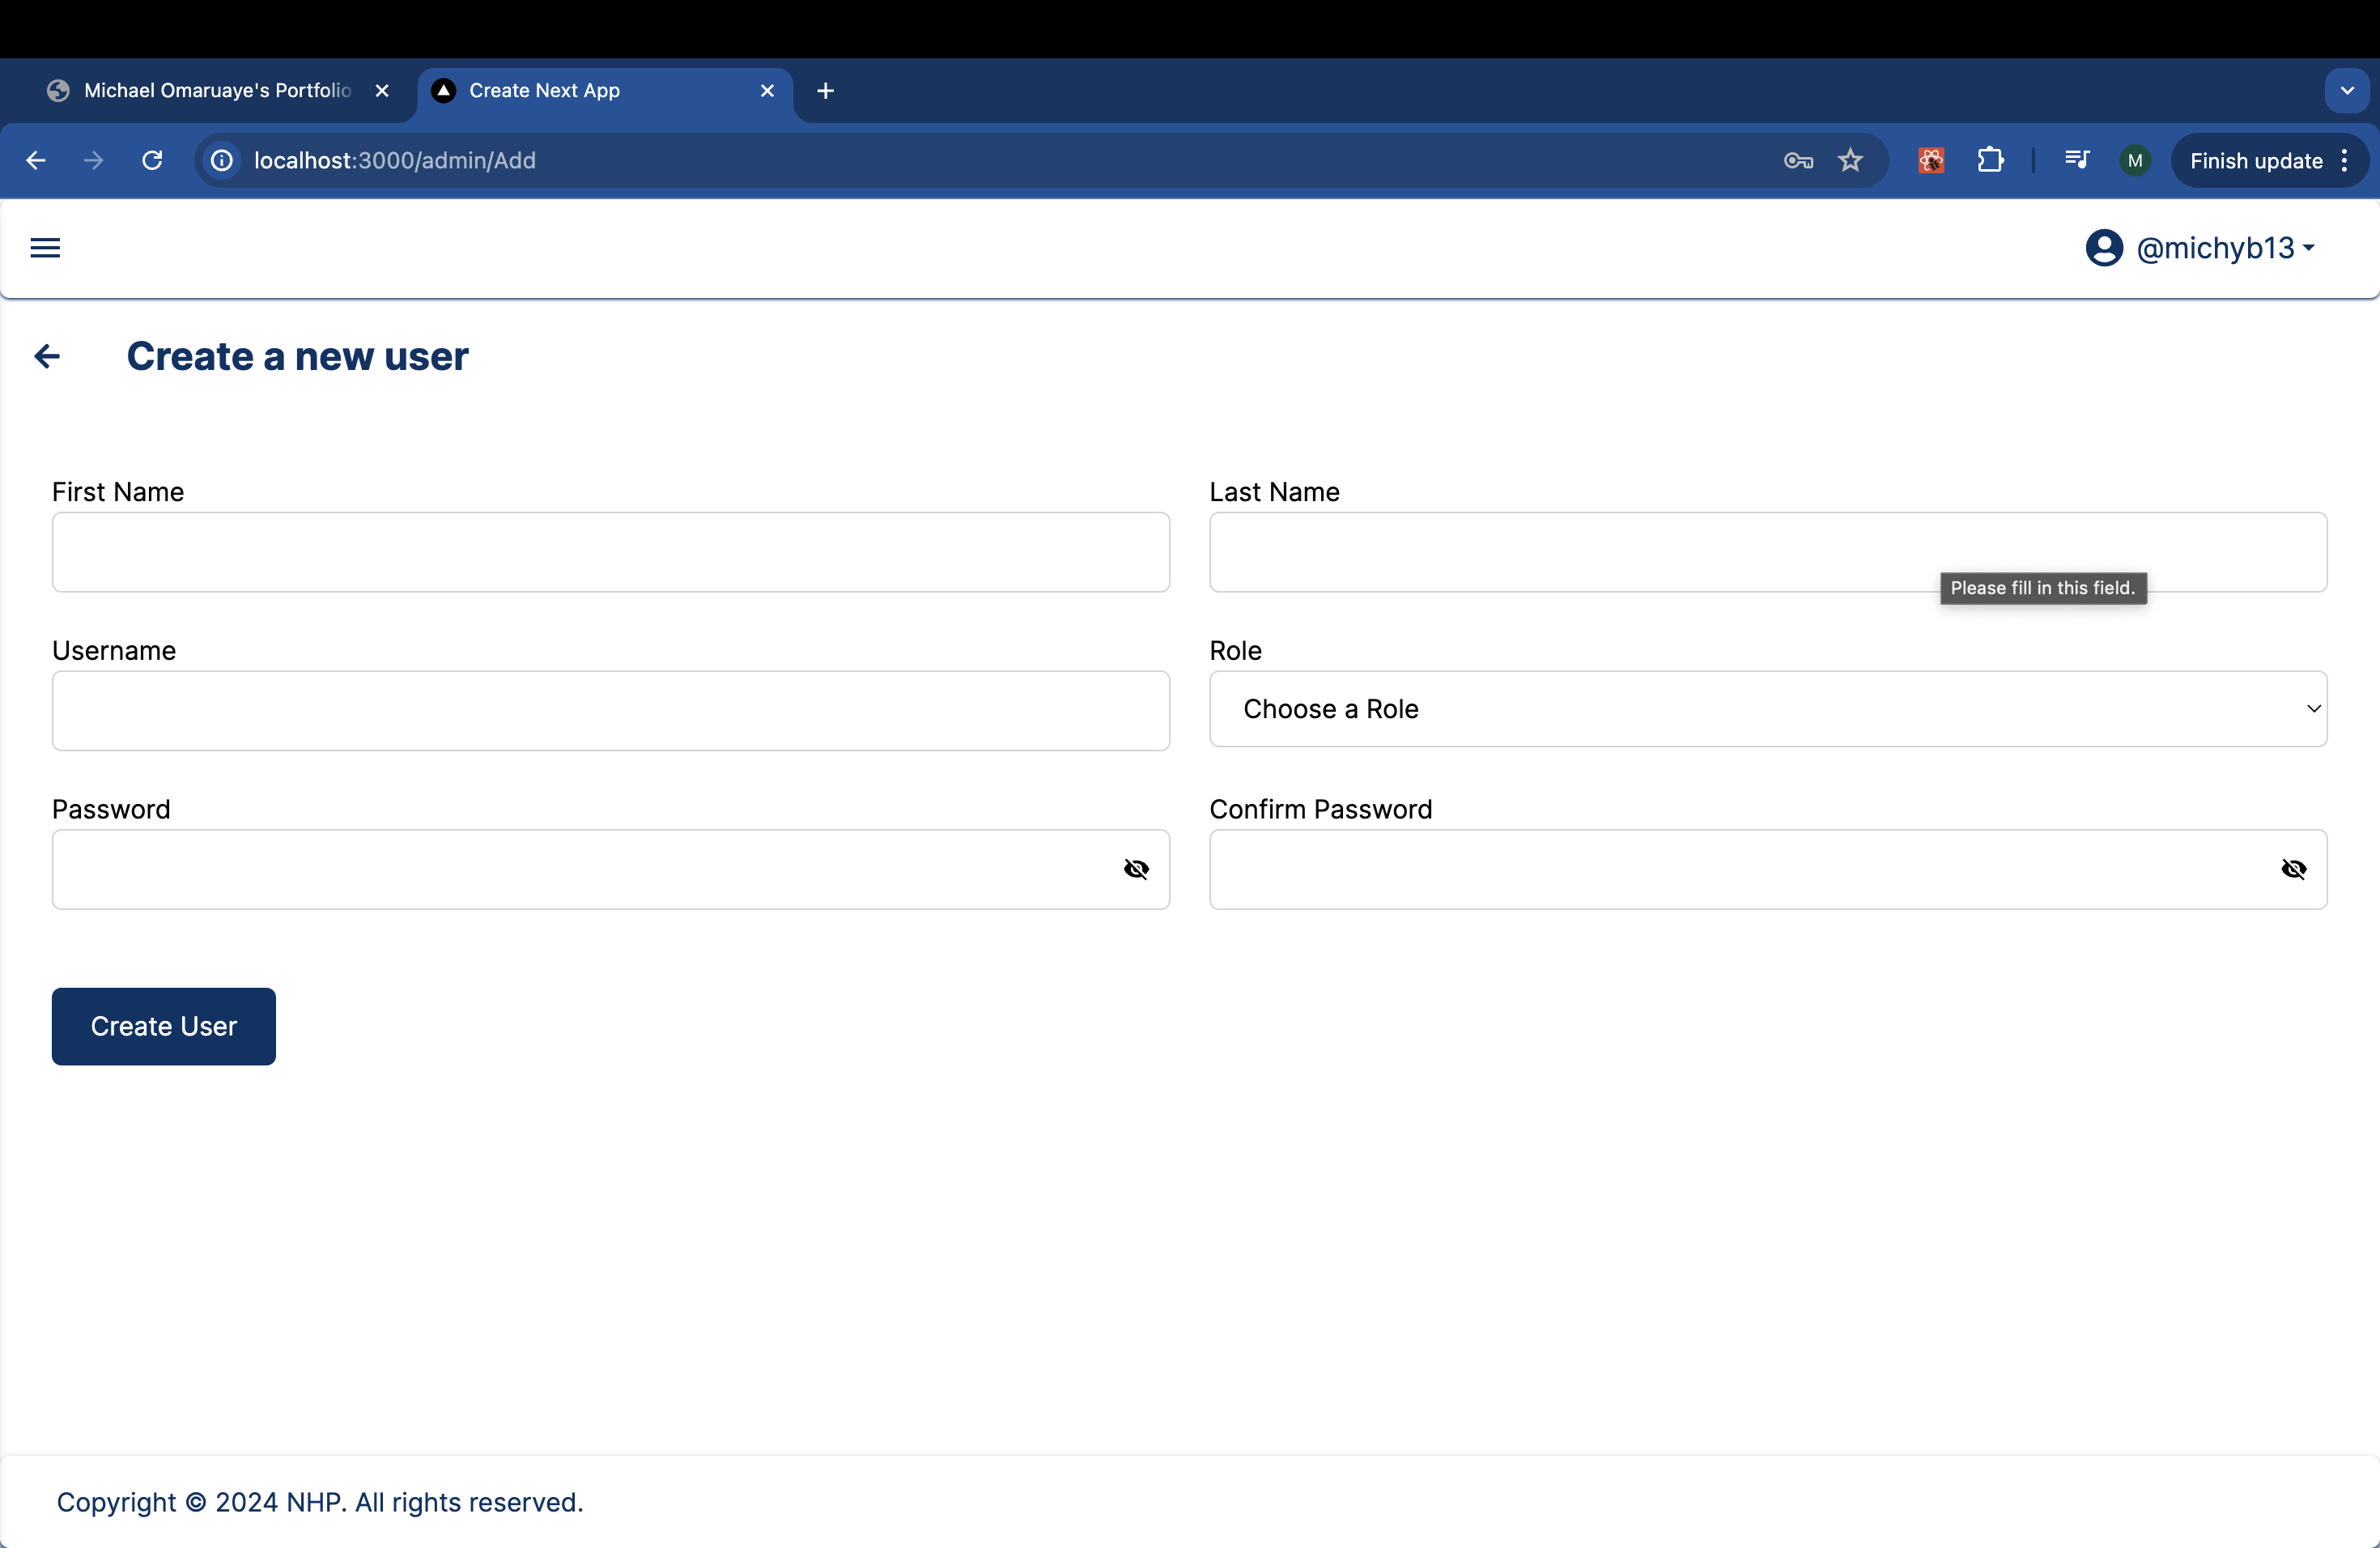 Michael Omaruaye's Portfolio
Create Next App
localhost:3000/admin/Add
M
Finish update
@michyb13
Create a new user
First Name
Last Name
Please fill in this field.
Username
Role
Choose a Role
Password
Confirm Password
Create User
Copyright © 2024 NHP. All rights reserved.